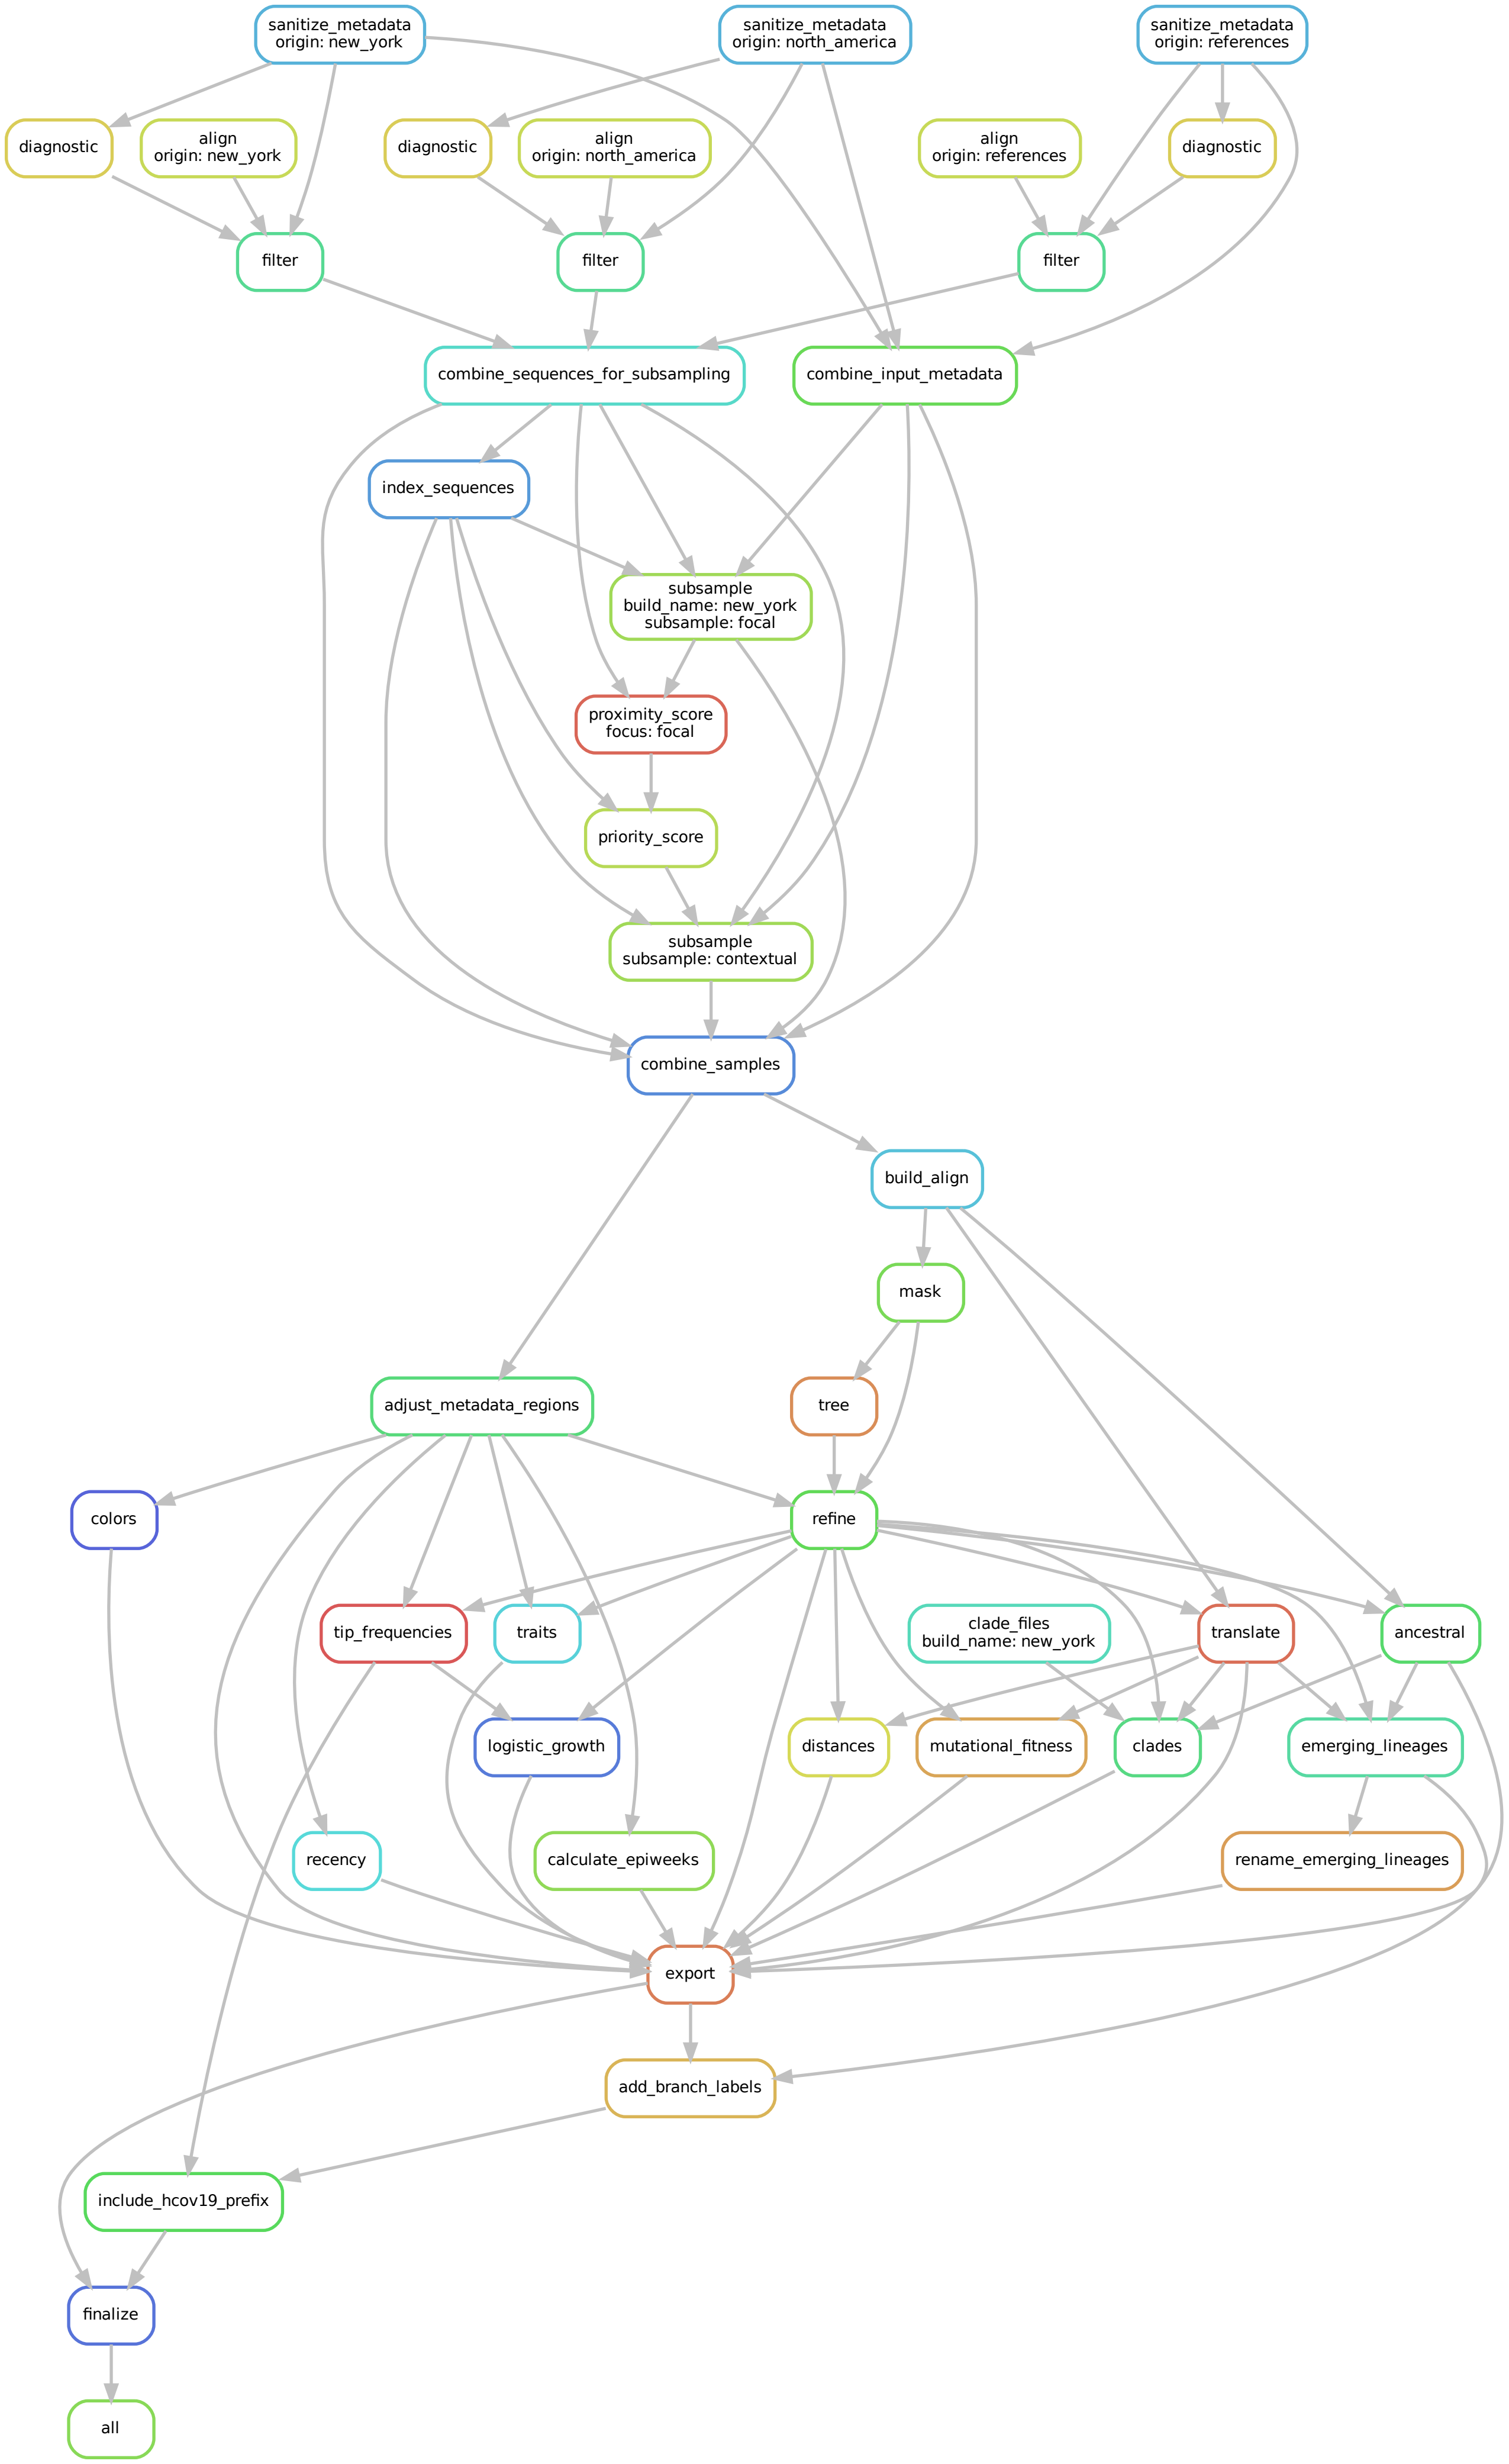 sanitize_metadata
origin: new_york
sanitize_metadata
origin: north_america
sanitize_metadata
origin: references
diagnostic
align
origin: new_york
diagnostic
align
origin: north_america
align
origin: references
diagnostic
filter
filter
filter
combine_sequences_for_subsampling
combine_input_metadata
index_sequences
subsample
build_name: new_york
subsample: focal
proximity_score
focus: focal
priority_score
subsample
subsample: contextual
combine_samples
build_align
mask
adjust_metadata_regions
tree
colors
refine
tip_frequencies
traits
clade_files
build_name: new_york
translate
ancestral
logistic_growth
distances
mutational_fitness
clades
emerging_lineages
recency
calculate_epiweeks
rename_emerging_lineages
export
add_branch_labels
include_hcov19_prefix
finalize
all